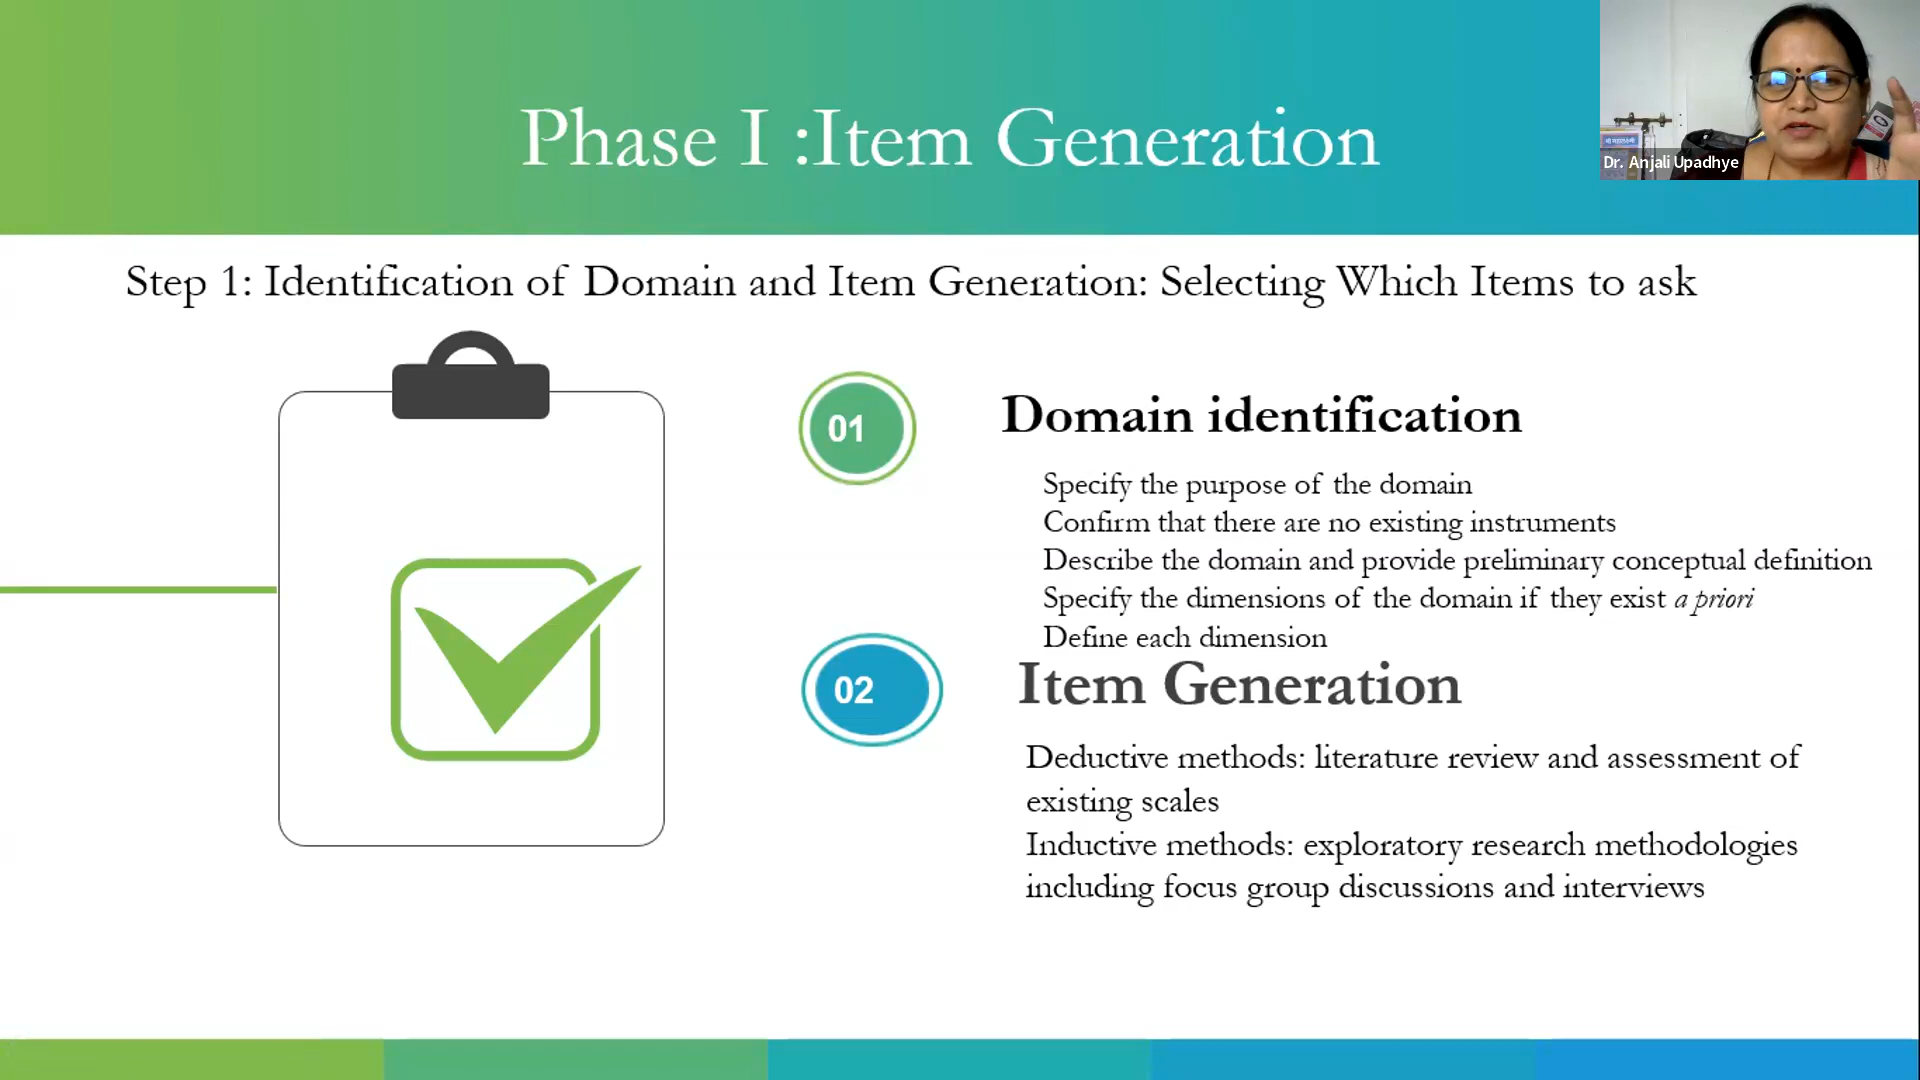 Phase I :Item Generation
Dr. Anjali Upadhye
Step 1: Identification of Domain and Item Generation: Selecting Which Items to ask
01
Domain identification
Specify the purpose of the domain
Confirm that there are no existing instruments
Describe the domain and provide preliminary conceptual definition
Specify the dimensions of the domain if they exist a priori
Define each dimension
02
Item Generation
Deductive methods: literature review and assessment of
existing scales
Inductive methods: exploratory research methodologies
including focus group discussions and interviews